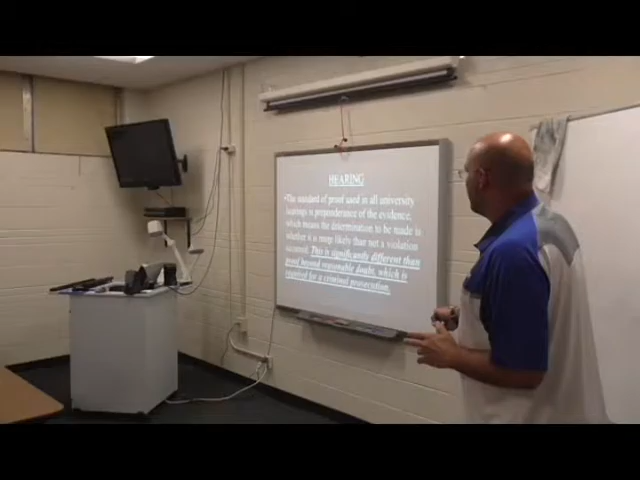 HEARING
•The standard of proof used in all university
hearings is preponderance of the evidence,
which means the determination to be made is
whether it is more likely than not a violation
occurred. This is significantly different than
proof beyond reasonable doubt, which is
required for a criminal prosecution.